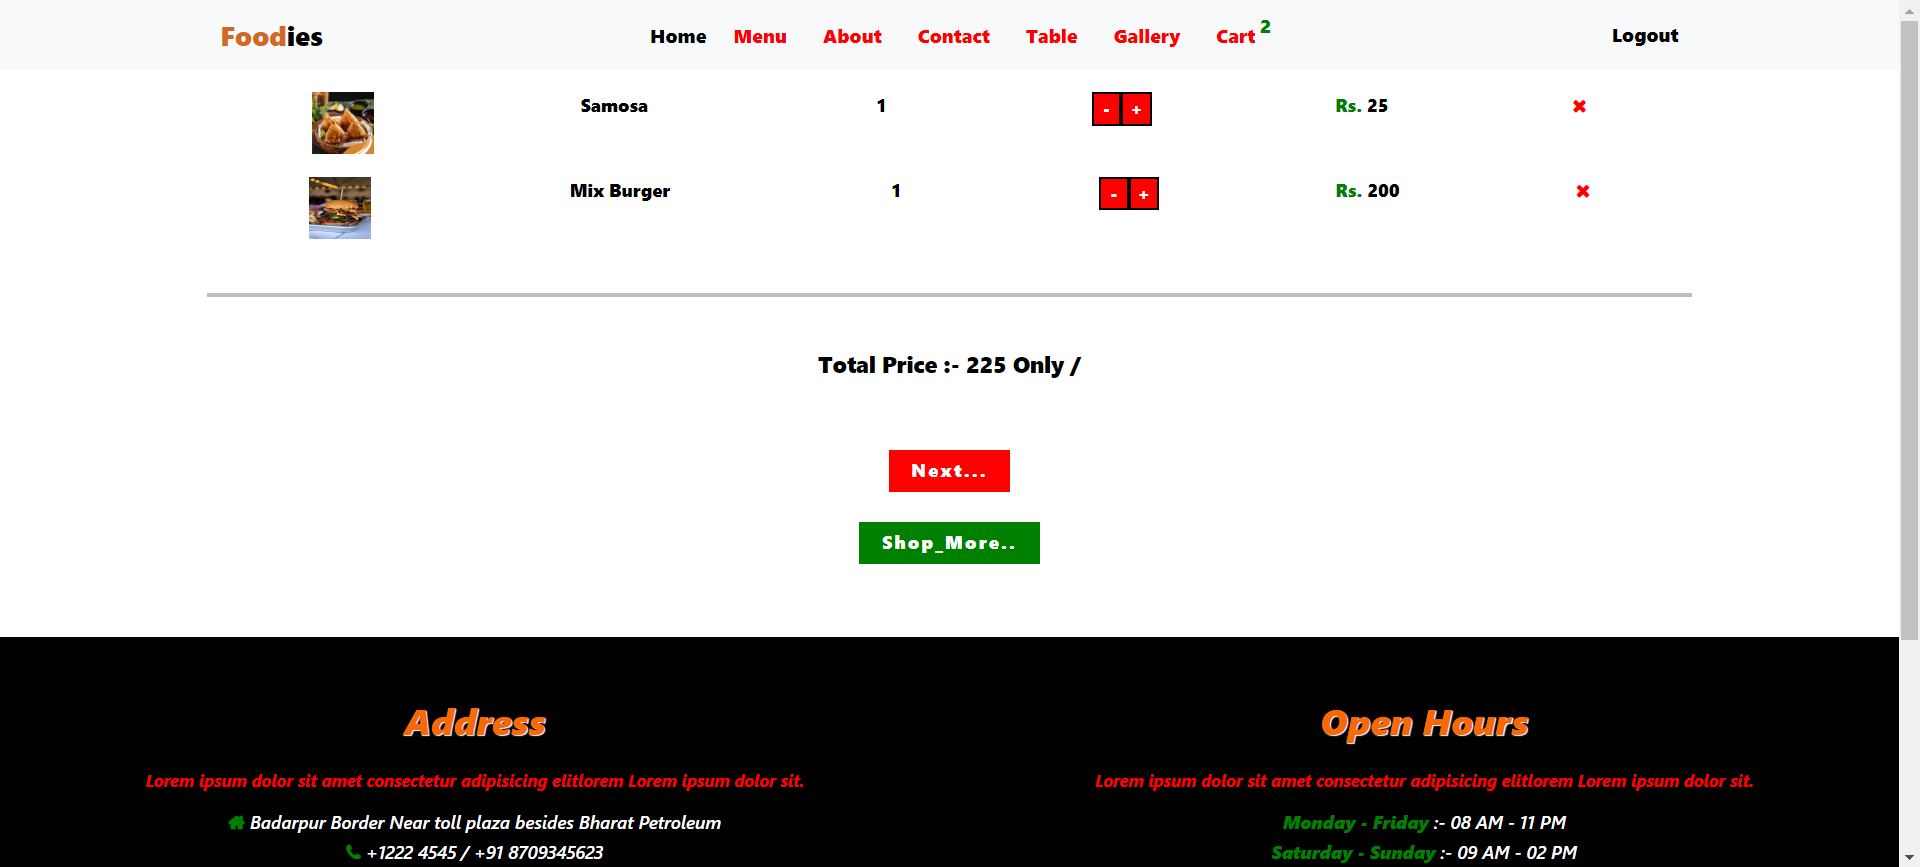 Foodies Home Menu About Contact Table Gallery Cart 2 Logout
Samosa 1 - + Rs. 25 ✖
Mix Burger 1 - + Rs. 200 ✖
Total Price :- 225 Only /
Next...
Shop_More..
Address
Lorem ipsum dolor sit amet consectetur adipisicing elitlorem Lorem ipsum dolor sit.
Badarpur Border Near toll plaza besides Bharat Petroleum
+1222 4545 / +91 8709345623
Open Hours
Lorem ipsum dolor sit amet consectetur adipisicing elitlorem Lorem ipsum dolor sit.
Monday - Friday :- 08 AM - 11 PM
Saturday - Sunday :- 09 AM - 02 PM